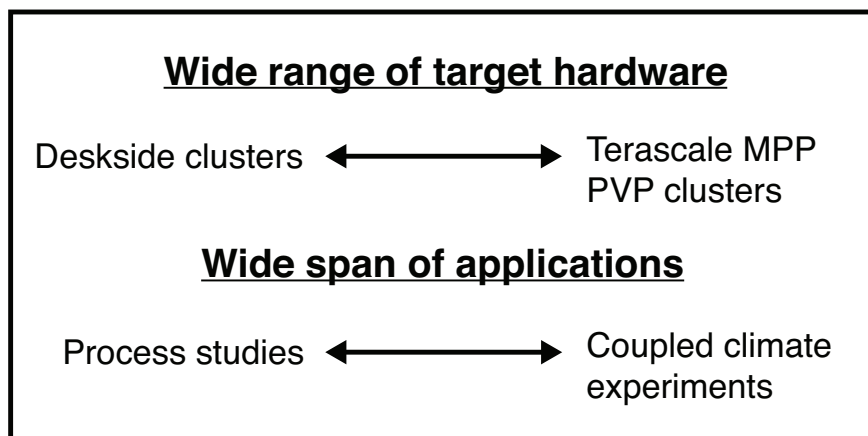 Wide range of target hardware
Deskside clusters
Terascale MPP
PVP clusters
Wide span of applications
Process studies
Coupled climate
experiments